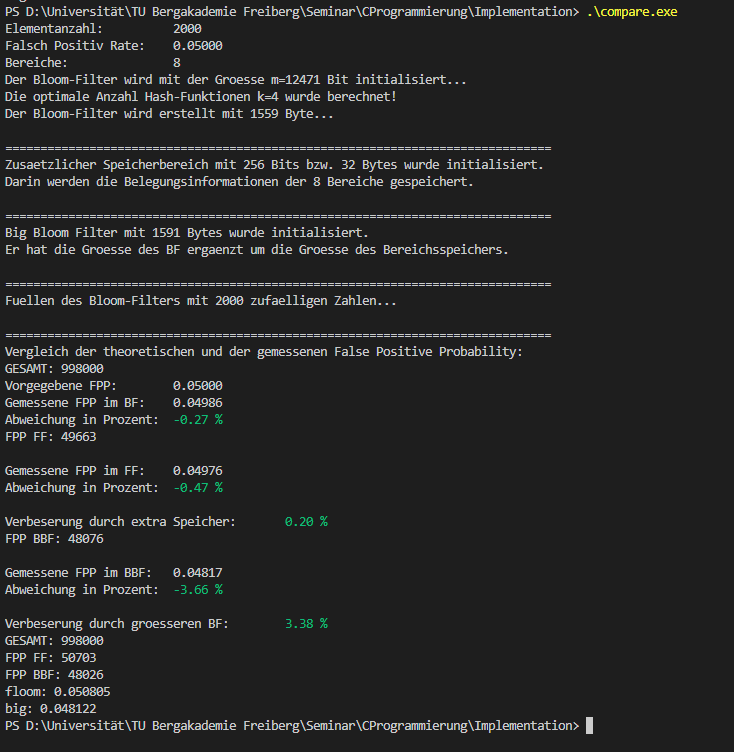 PS D:\Universität\TU Bergakademie Freiberg\Seminar\CProgrammierung\Implementation> .\compare.exe
Elementanzahl: 2000
Falsch Positiv Rate: 0.05000
Bereiche: 8
Der Bloom-Filter wird mit der Groesse m=12471 Bit initialisiert...
Die optimale Anzahl Hash-Funktionen k=4 wurde berechnet!
Der Bloom-Filter wird erstellt mit 1559 Byte...
==============================================================================
Zusaetzlicher Speicherbereich mit 256 Bits bzw. 32 Bytes wurde initialisiert.
Darin werden die Belegungsinformationen der 8 Bereiche gespeichert.
==============================================================================
Big Bloom Filter mit 1591 Bytes wurde initialisiert.
Er hat die Groesse des BF ergaenzt um die Groesse des Bereichsspeichers.
==============================================================================
Fuellen des Bloom-Filters mit 2000 zufaelligen Zahlen...
==============================================================================
Vergleich der theoretischen und der gemessenen False Positive Probability:
GESAMT: 998000
Vorgegebene FPP: 0.05000
Gemessene FPP im BF: 0.04986
Abweichung in Prozent: -0.27 %
FPP FF: 49663
Gemessene FPP im FF: 0.04976
Abweichung in Prozent: -0.47 %
Verbeserung durch extra Speicher: 0.20 %
FPP BBF: 48076
Gemessene FPP im BBF: 0.04817
Abweichung in Prozent: -3.66 %
Verbeserung durch groesseren BF: 3.38 %
GESAMT: 998000
FPP FF: 50703
FPP BBF: 48026
floom: 0.050805
big: 0.048122
PS D:\Universität\TU Bergakademie Freiberg\Seminar\CProgrammierung\Implementation>